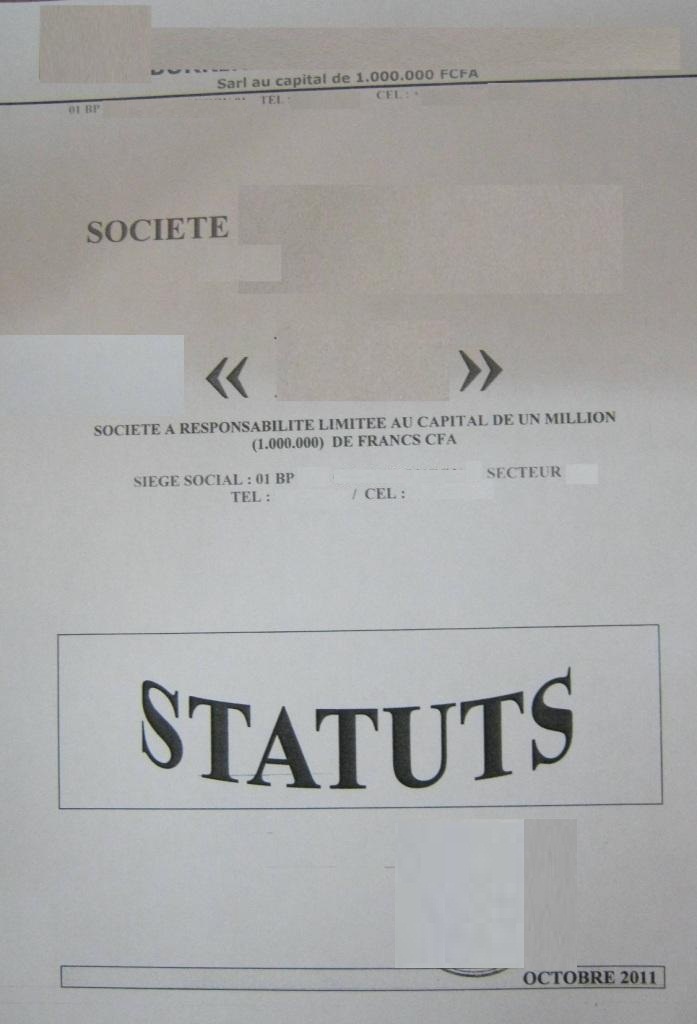 Sarl au capital de 1.000.000 FCFA
01 BP TEL : CEL :
SOCIETE
« »
SOCIETE A RESPONSABILITE LIMITEE AU CAPITAL DE UN MILLION
(1.000.000) DE FRANCS CFA
SIEGE SOCIAL : 01 BP SECTEUR
TEL : / CEL :
STATUTS
OCTOBRE 2011